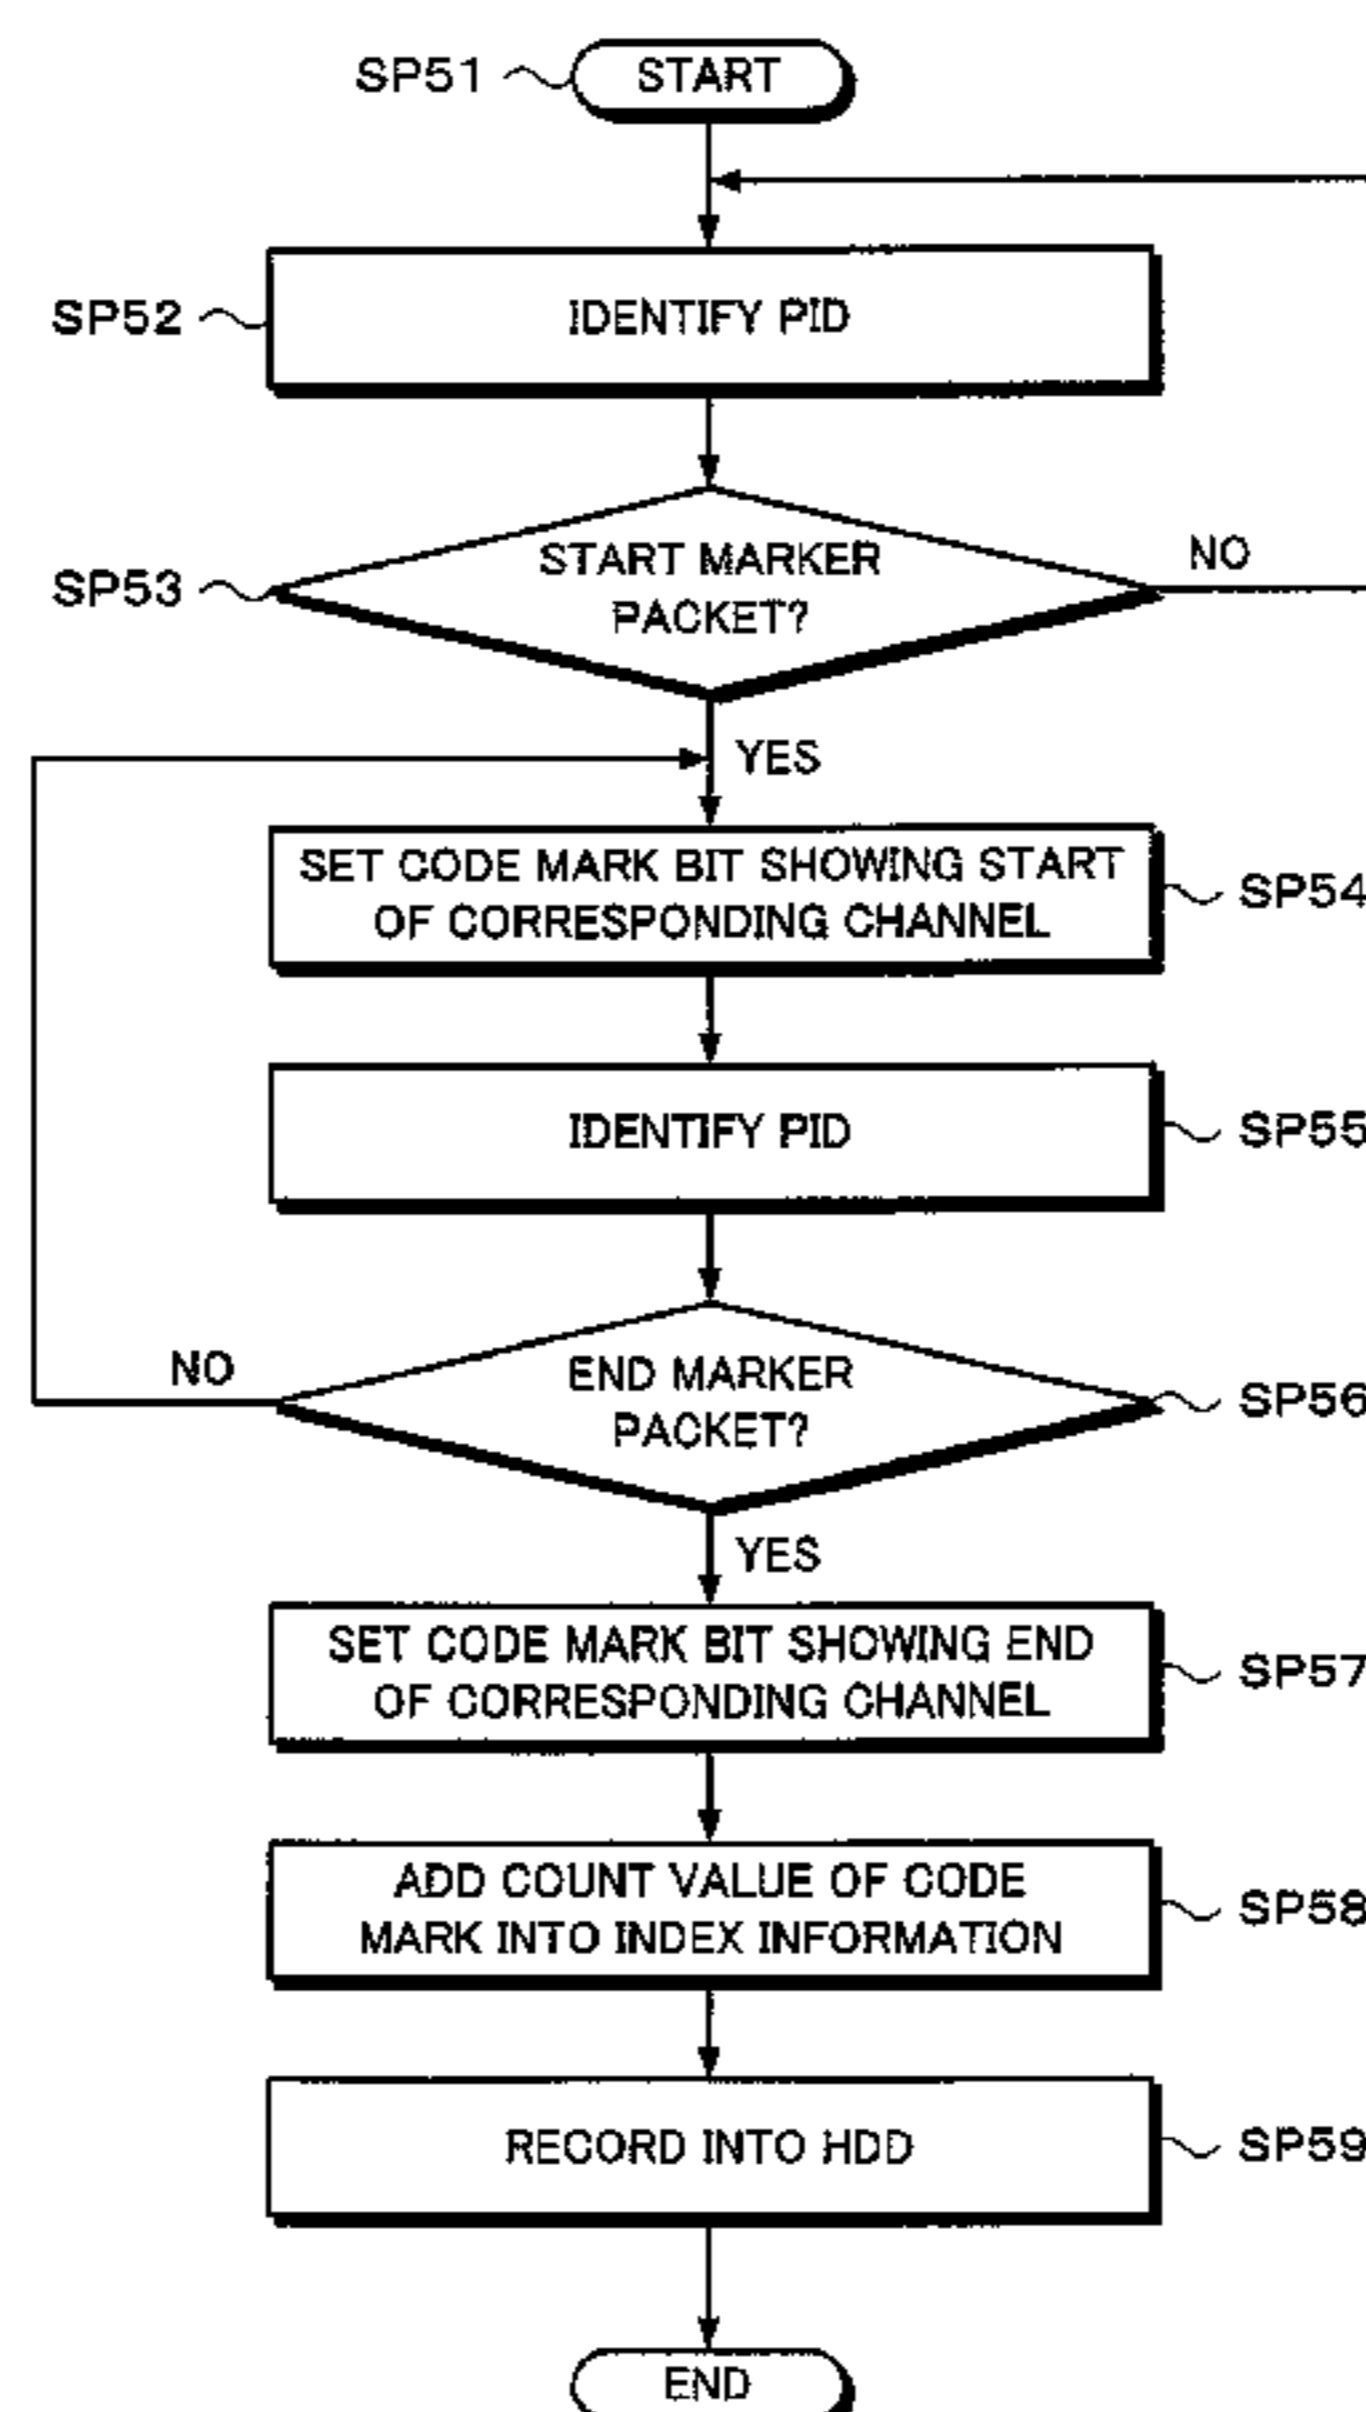 SP51
START
SP52
IDENTIFY PID
SP53
START MARKER
PACKET?
NO
YES
SET CODE MARK BIT SHOWING START
OF CORRESPONDING CHANNEL
SP54
IDENTIFY PID
SP55
NO
END MARKER
PACKET?
SP56
YES
SET CODE MARK BIT SHOWING END
OF CORRESPONDING CHANNEL
SP57
ADD COUNT VALUE OF CODE
MARK INTO INDEX INFORMATION
SP58
RECORD INTO HDD
SP59
END